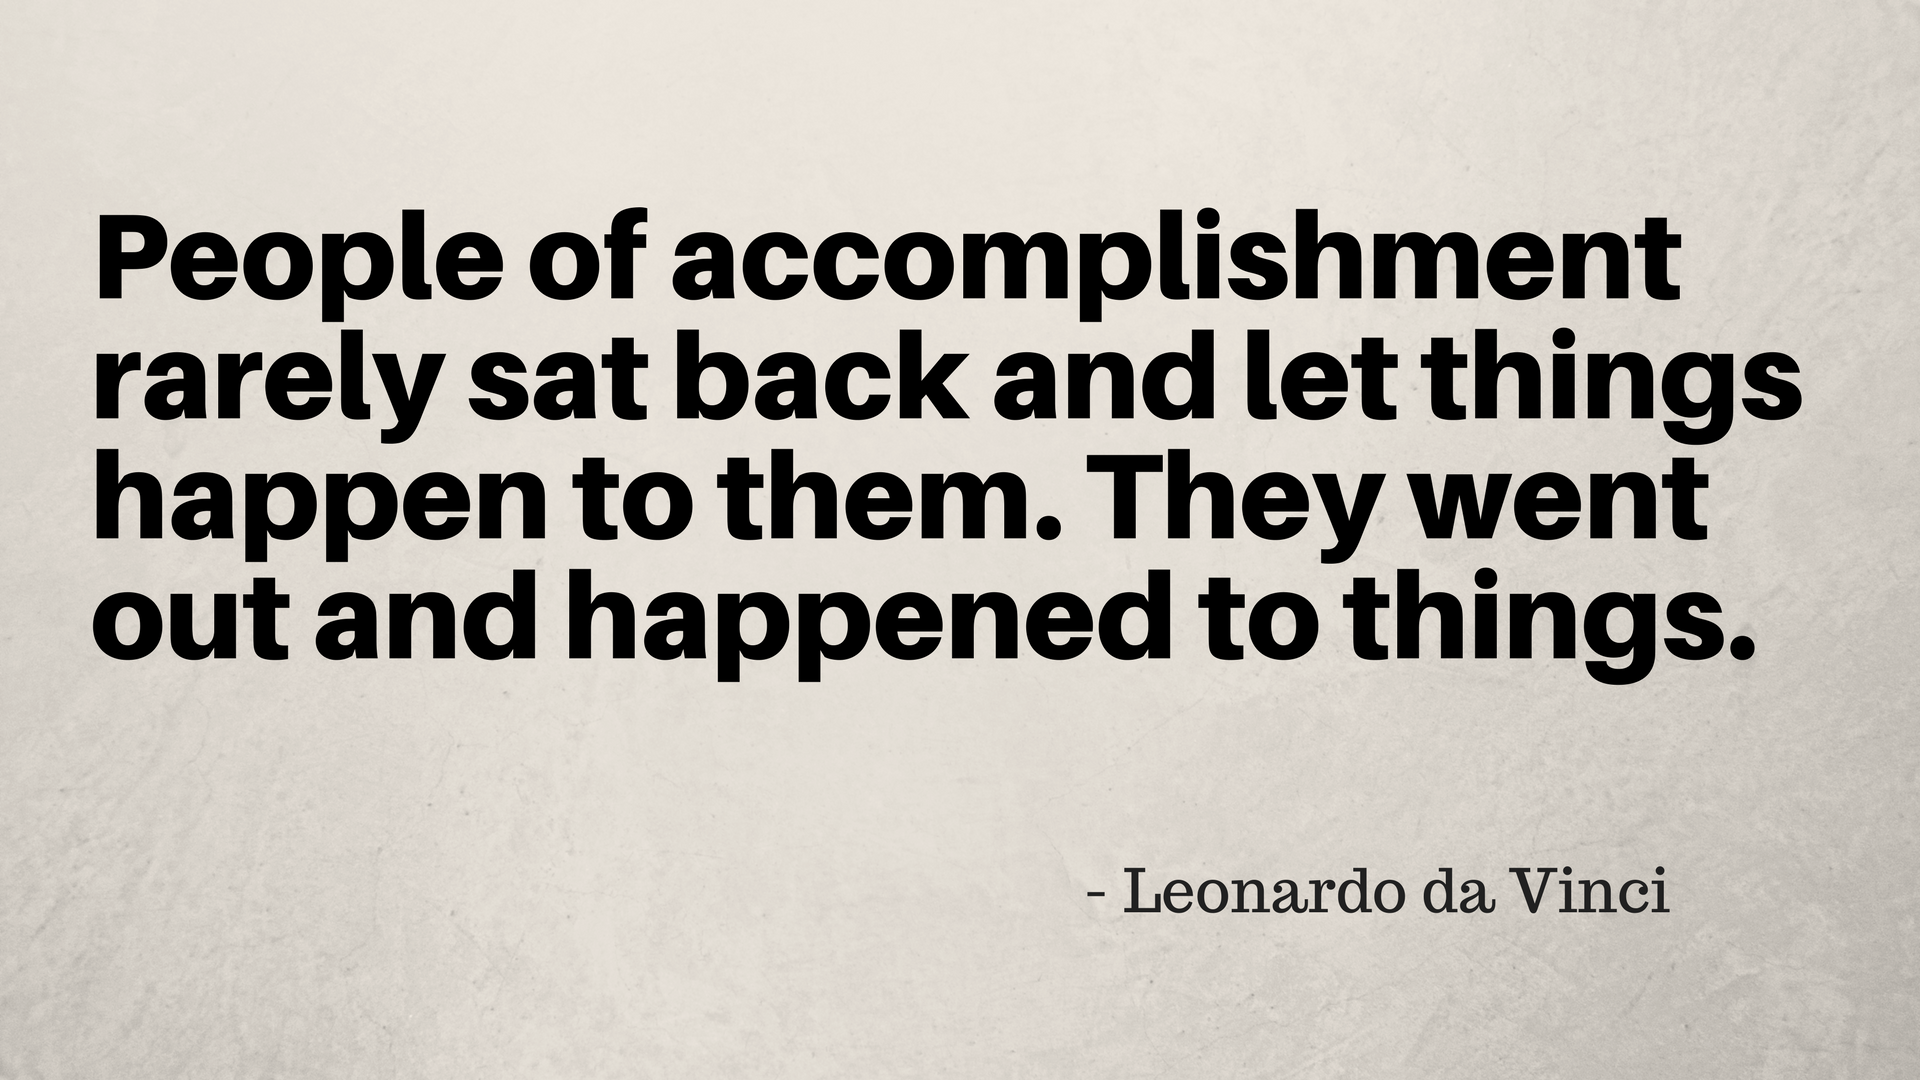 People of accomplishment
rarely sat back and let things
happen to them. They went
out and happened to things.
- Leonardo da Vinci